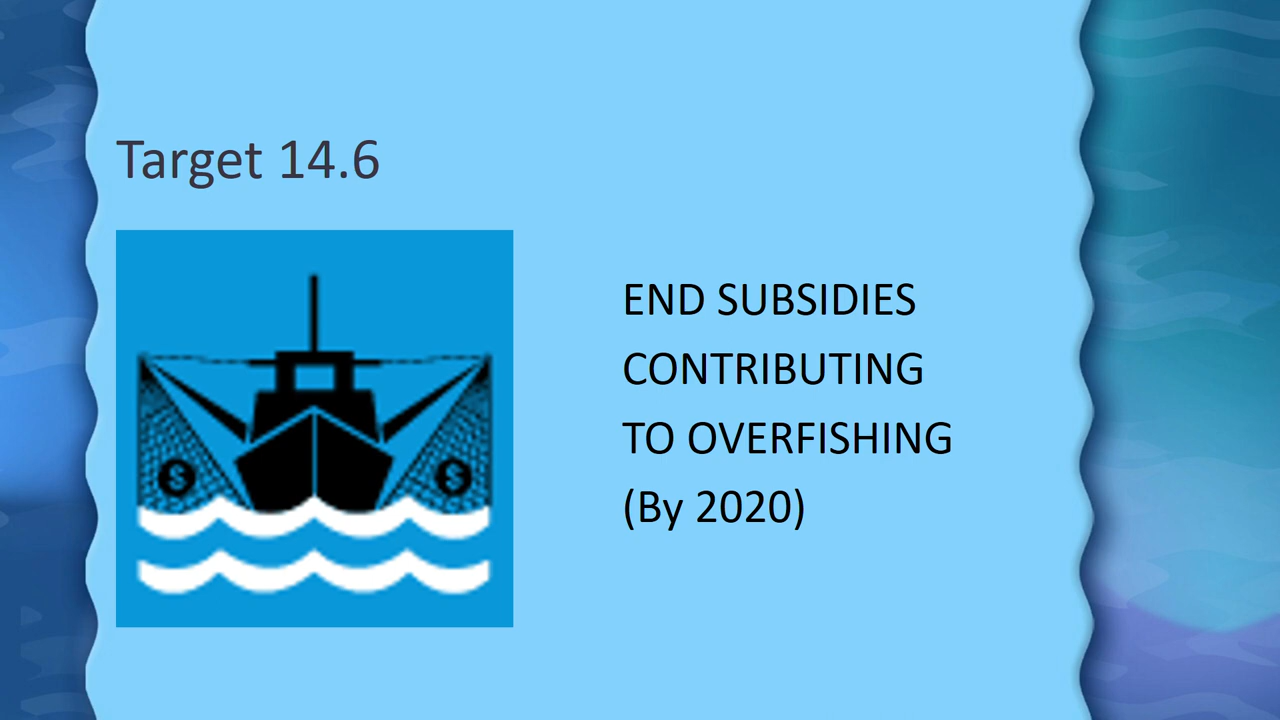 Target 14.6
$ $
END SUBSIDIES
CONTRIBUTING
TO OVERFISHING
(By 2020)